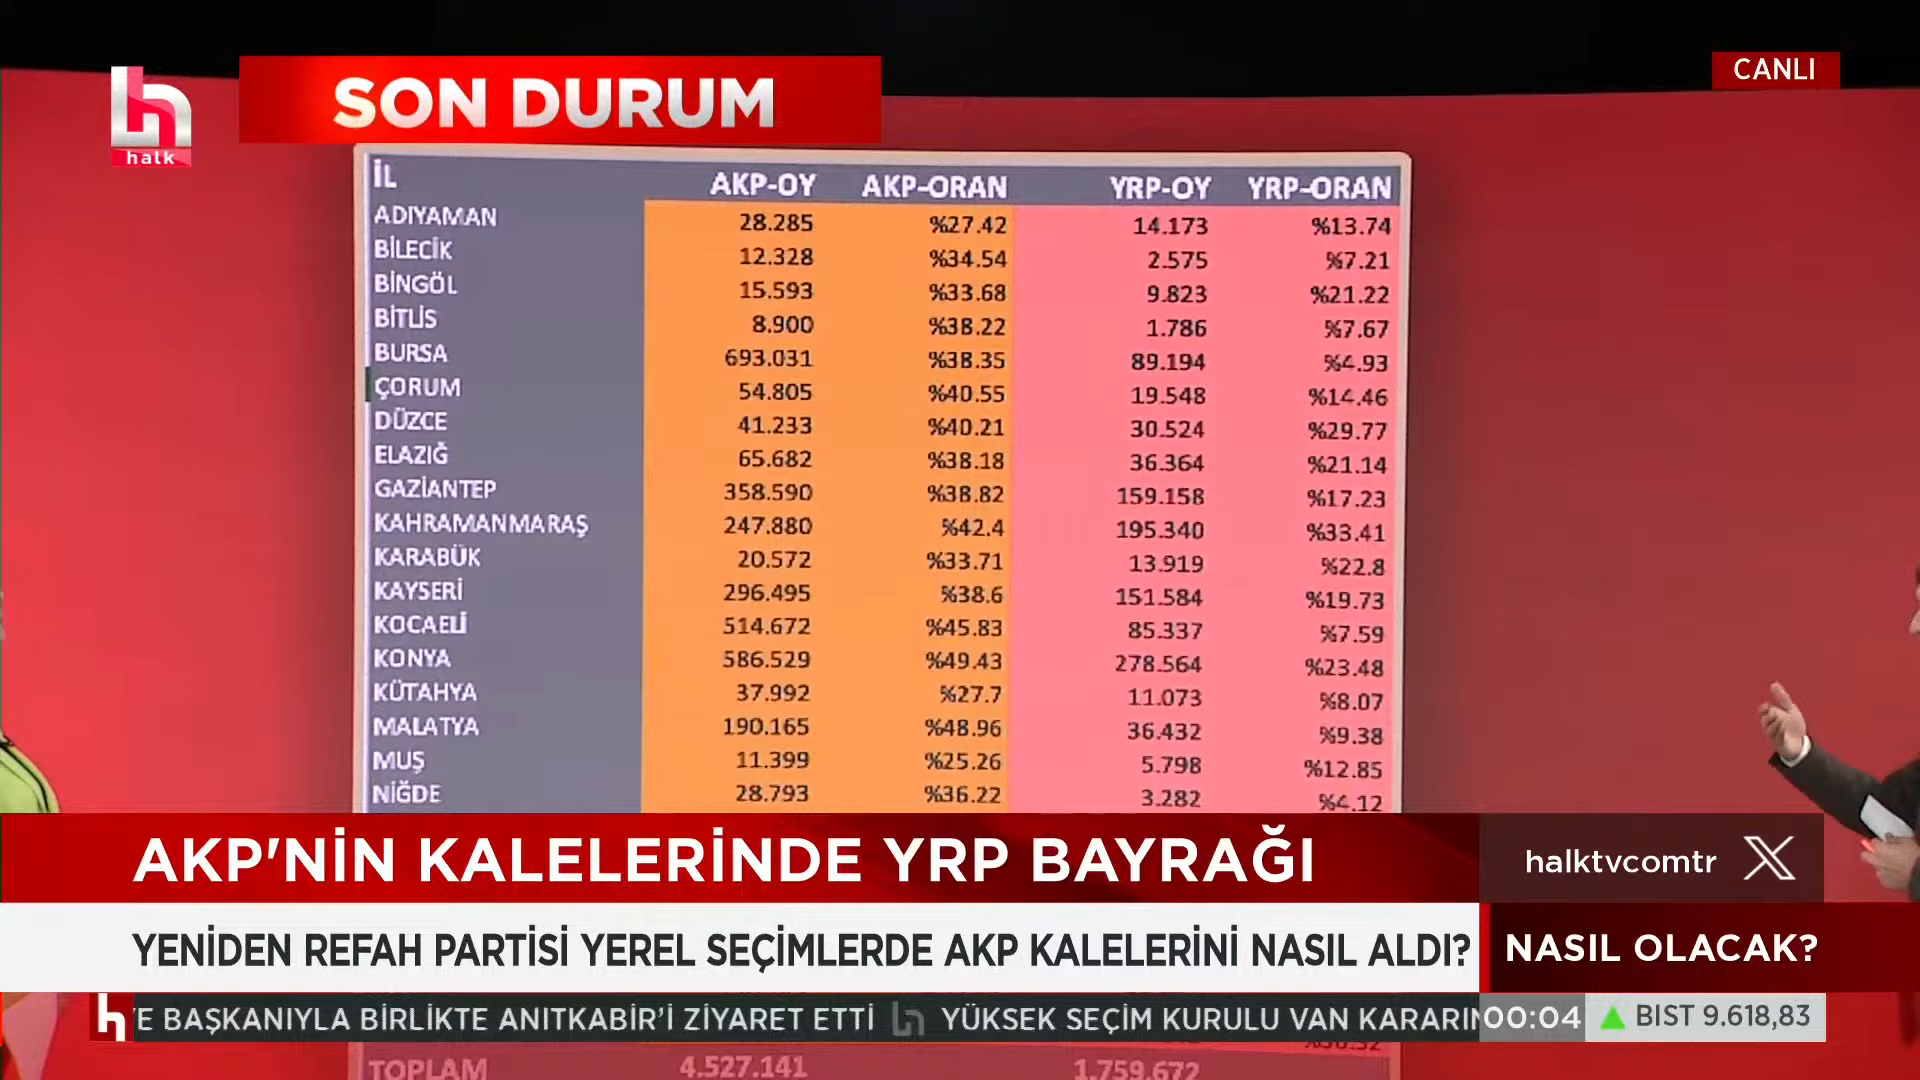 SON DURUM
CANLI
h
halk
İL AKP-OY AKP-ORAN YRP-OY YRP-ORAN
ADIYAMAN 28.285 %27.42 14.173 %13.74
BİLECİK 12.328 %34.54 2.575 %7.21
BİNGÖL 15.593 %33.68 9.823 %21.22
BİTLİS 8.900 %38.22 1.786 %7.67
BURSA 693.031 %38.35 89.194 %4.93
ÇORUM 54.805 %40.55 19.548 %14.46
DÜZCE 41.233 %40.21 30.524 %29.77
ELAZIĞ 65.682 %38.18 36.364 %21.14
GAZİANTEP 358.590 %38.82 159.158 %17.23
KAHRAMANMARAŞ 247.880 %42.4 195.340 %33.41
KARABÜK 20.572 %33.71 13.919 %22.8
KAYSERİ 296.495 %38.6 151.584 %19.73
KOCAELİ 514.672 %45.83 85.337 %7.59
KONYA 586.529 %49.43 278.564 %23.48
KÜTAHYA 37.992 %27.7 11.073 %8.07
MALATYA 190.165 %48.96 36.432 %9.38
MUŞ 11.399 %25.26 5.798 %12.85
NİĞDE 28.793 %36.22 3.282 %4.12
AKP'NİN KALELERİNDE YRP BAYRAĞI
halktvcomtr X
YENİDEN REFAH PARTİSİ YEREL SEÇİMLERDE AKP KALELERİNİ NASIL ALDI?
NASIL OLACAK?
h 'E BAŞKANIYLA BİRLİKTE ANITKABİR'İ ZİYARET ETTİ h YÜKSEK SEÇİM KURULU VAN KARARIN
00:04
BIST 9.618,83
TOPLAM 4.527.141 1.759.672